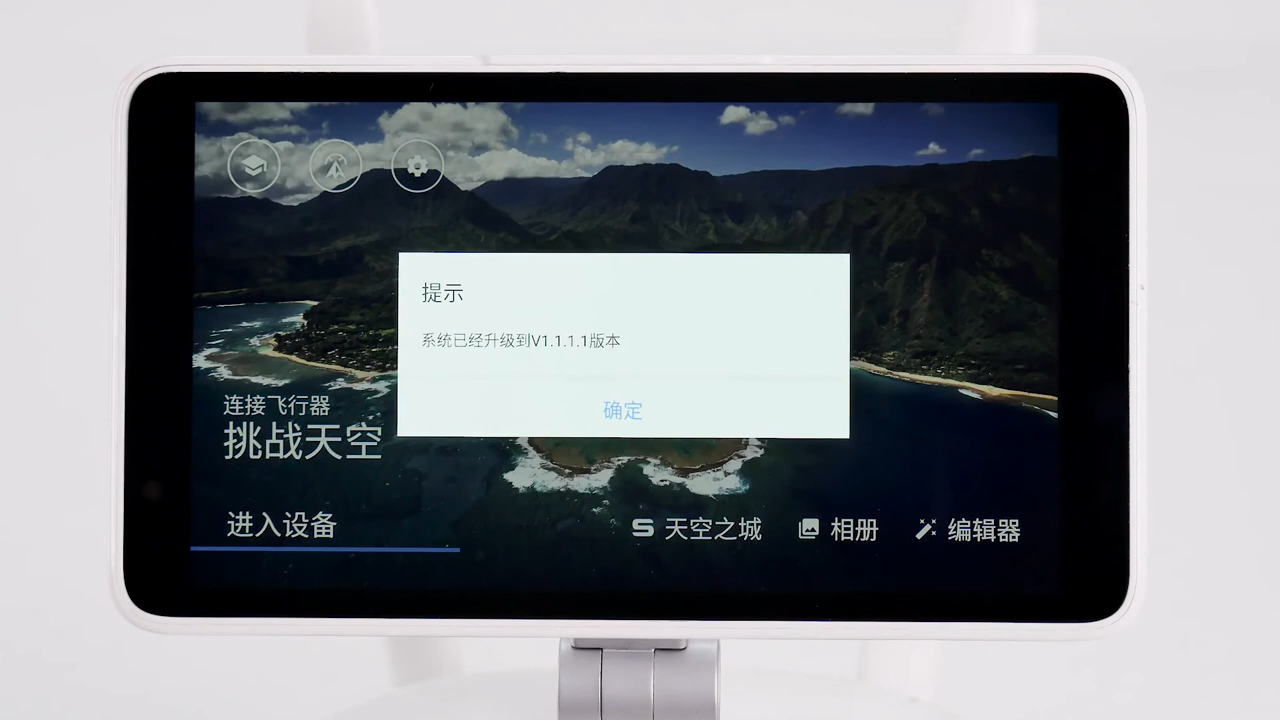 提示
系统已经升级到V1.1.1.1版本
确定
连接飞行器
挑战天空
进入设备
天空之城
相册
编辑器